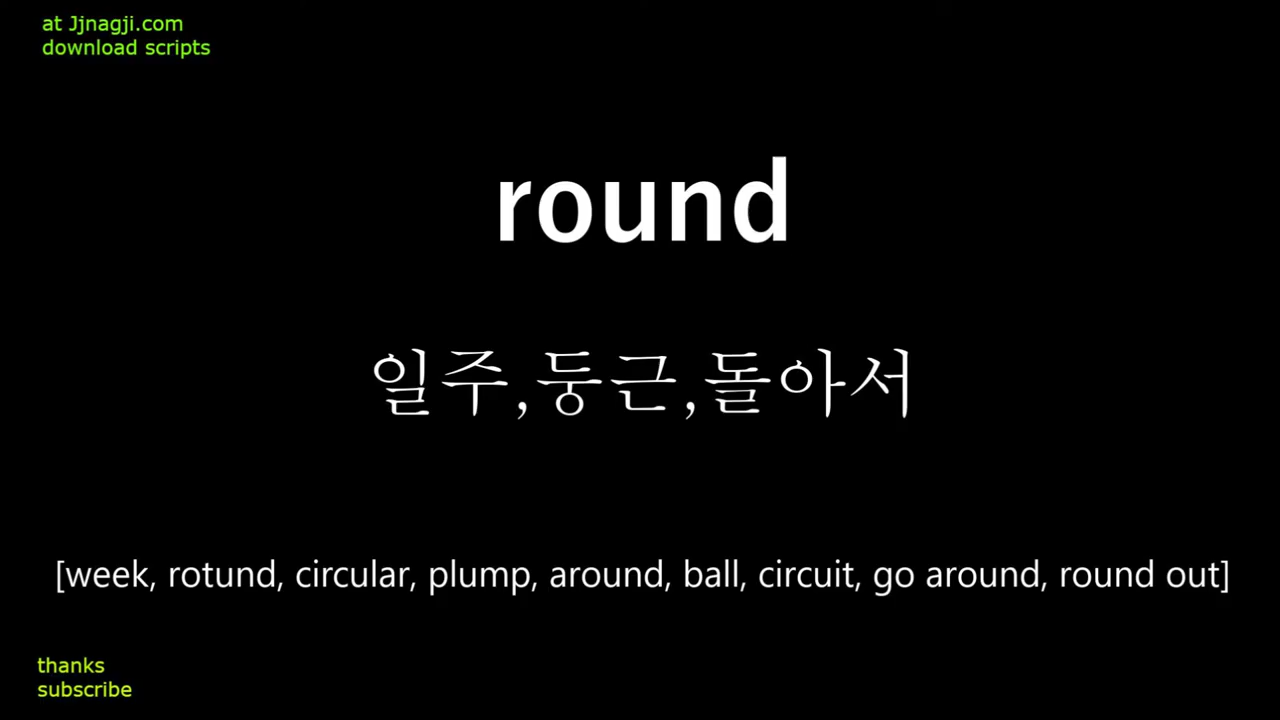 at Jjnagji.com
download scripts
round
일주,둥근,돌아서
[week, rotund, circular, plump, around, ball, circuit, go around, round out]
thanks
subscribe